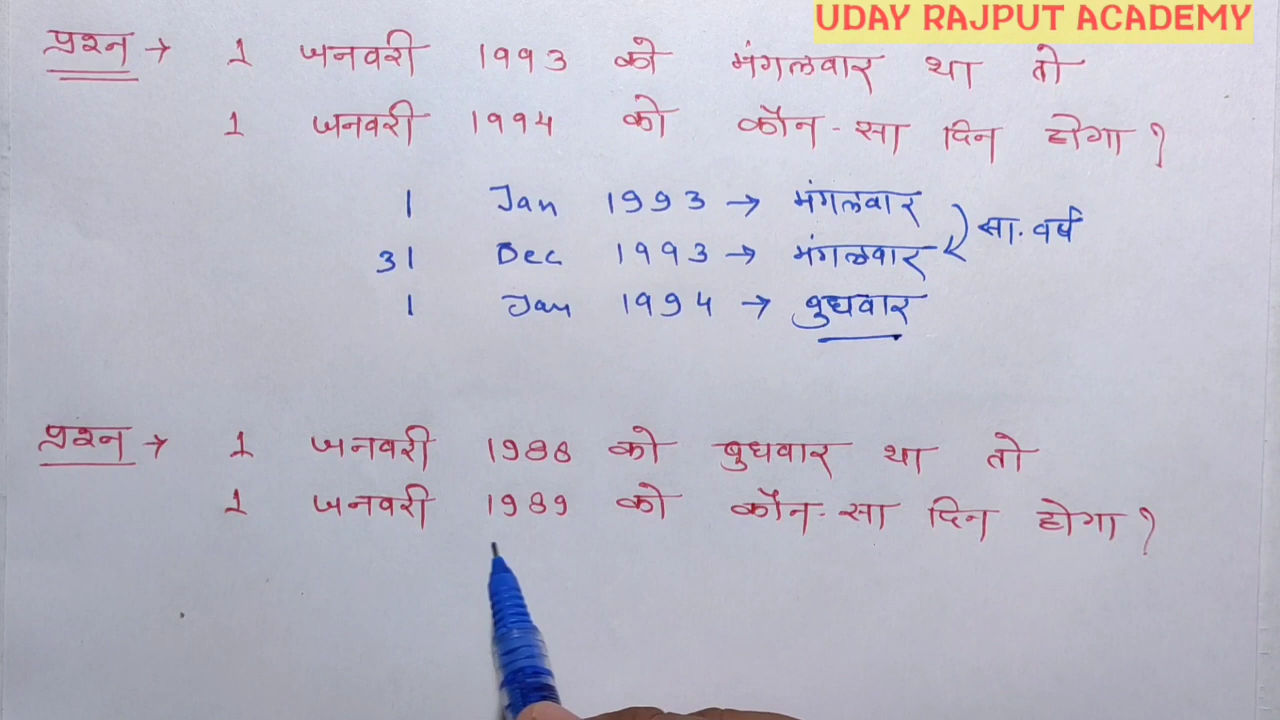 UDAY RAJPUT ACADEMY
प्रश्न → 1 जनवरी 1993 को मंगलवार था तो
1 जनवरी 1994 को कौन-सा दिन होगा?
1 Jan 1993 → मंगलवार
31 Dec 1993 → मंगलवार
सा. वर्ष
1 Jan 1994 → बुधवार
प्रश्न → 1 जनवरी 1988 को बुधवार था तो
1 जनवरी 1989 को कौन-सा दिन होगा?